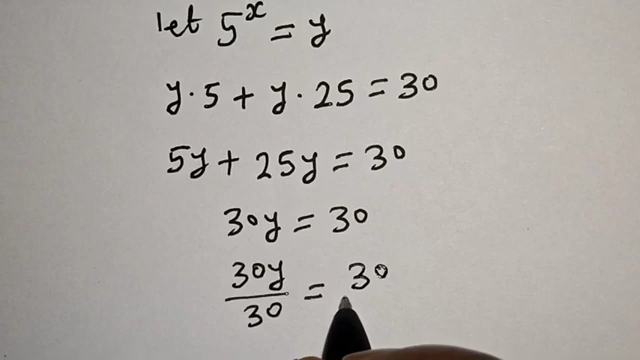 let 5^x = y
y · 5 + y · 25 = 30
5y + 25y = 30
30y = 30
30y/30 = 30